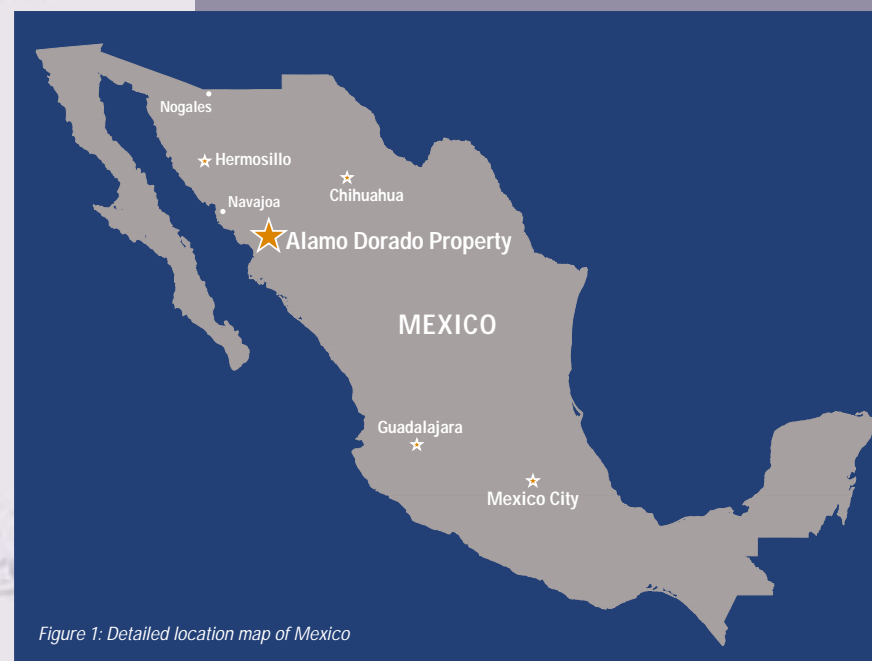 Nogales
Hermosillo
Chihuahua
Navajoa
Alamo Dorado Property
MEXICO
Guadalajara
Mexico City
Figure 1: Detailed location map of Mexico